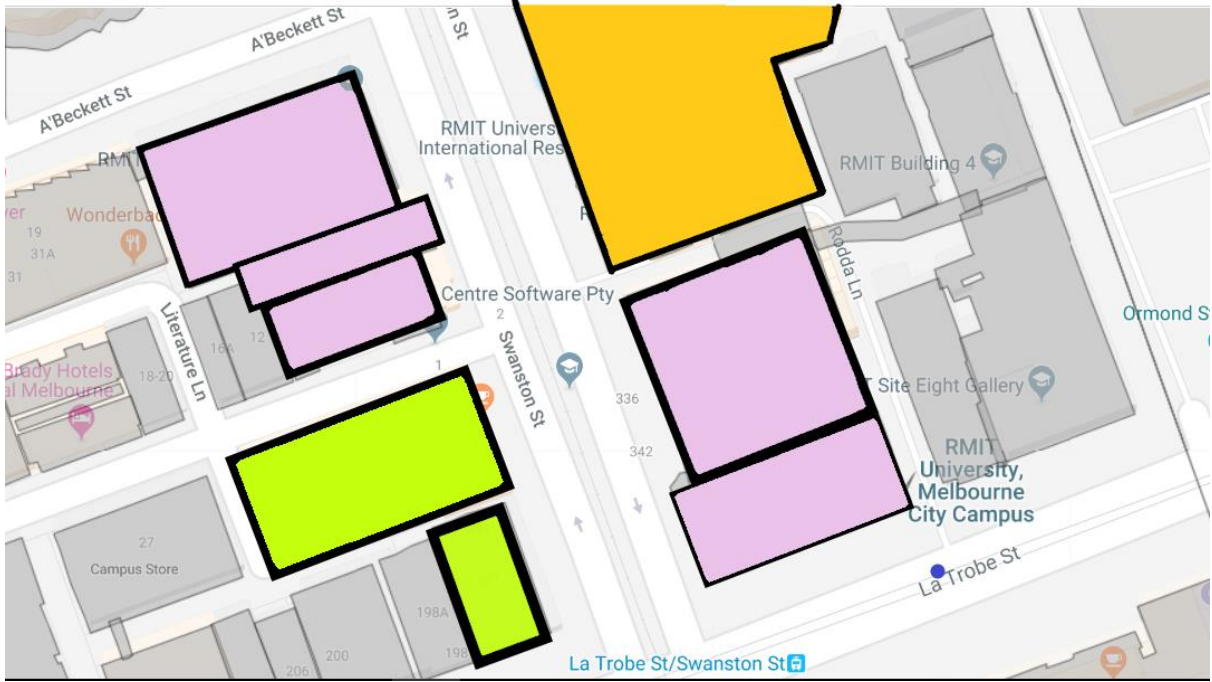 A'Beckett St
A'Beckett St
n St
RMIT Univers
International Res
RMIT Building 4
RMI
ver
Wonderbac
19
31A
31
R
Rodda Ln
Centre Software Pty
2
Ormond S
Literature Ln
16A
12
Brady Hotels
al Melbourne
18-20
1
Swanston St
336
T Site Eight Gallery
342
RMIT
University,
Melbourne
City Campus
27
Campus Store
La Trobe St
198A
198
200
206
La Trobe St/Swanston St